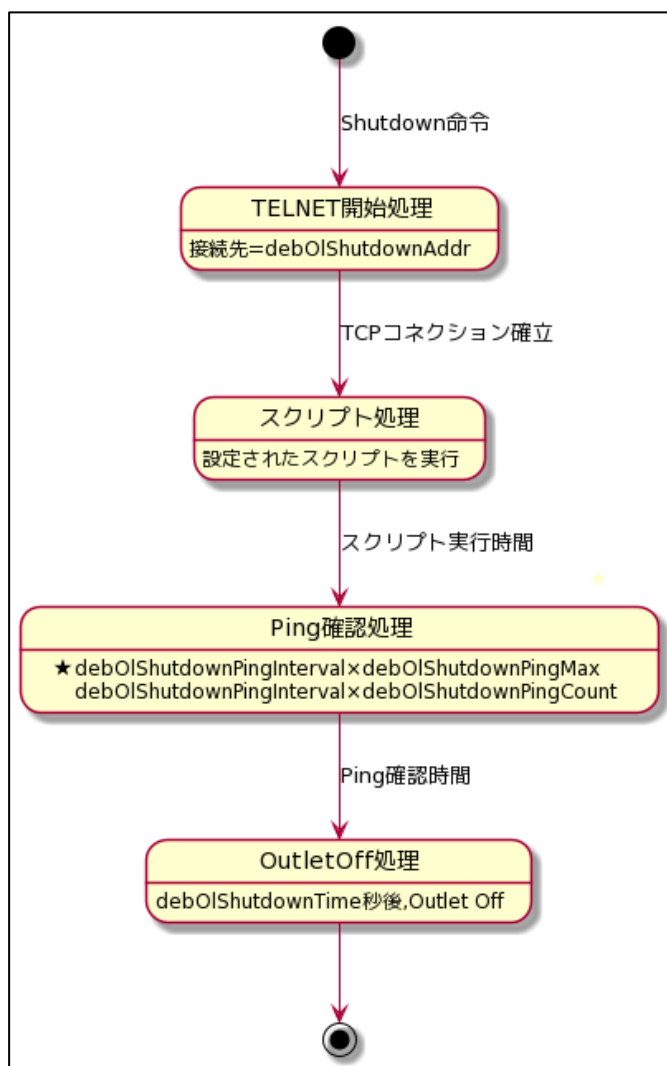 Shutdown命令
TELNET開始処理
接続先=debOlShutdownAddr
TCPコネクション確立
スクリプト処理
設定されたスクリプトを実行
スクリプト実行時間
★
Ping確認処理
★debOlShutdownPingInterval×debOlShutdownPingMax
debOlShutdownPingInterval×debOlShutdownPingCount
Ping確認時間
OutletOff処理
debOlShutdownTime秒後,Outlet Off